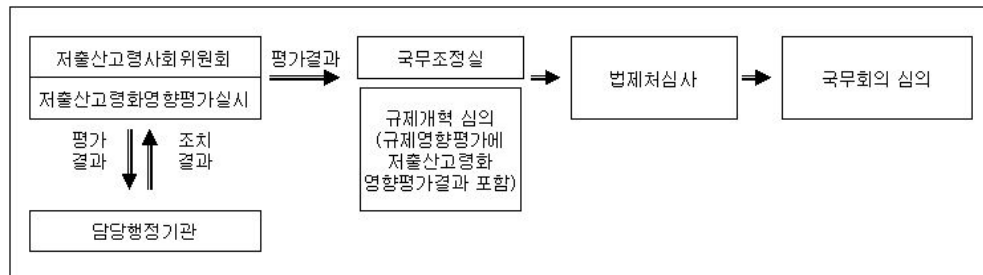 저출산고령사회위원회
저출산고령화영향평가실시
평가
결과
조치
결과
담당행정기관
평가결과
국무조정실
규제개혁 심의
(규제영향평가에
저출산고령화
영향평가결과 포함)
법제처심사
국무회의 심의